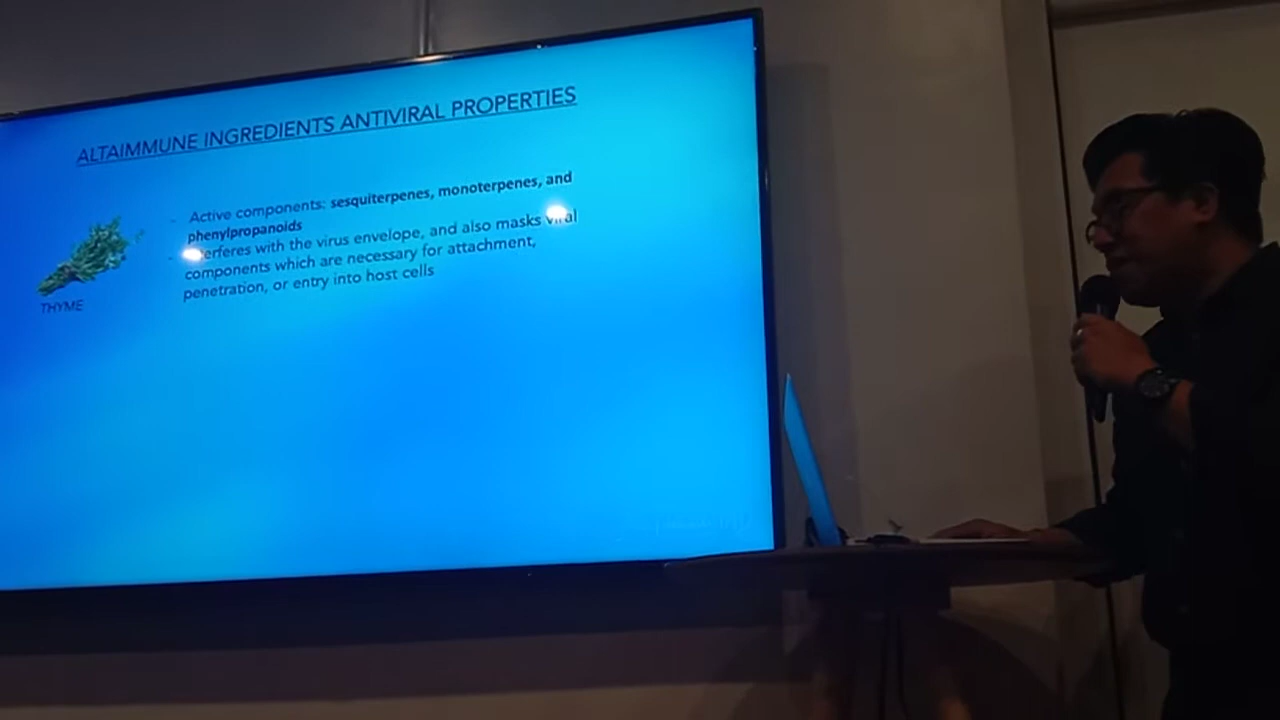 ALTAIMMUNE INGREDIENTS ANTIVIRAL PROPERTIES
- Active components: sesquiterpenes, monoterpenes, and
phenylpropanoids
- with the virus envelope, and also masks viral
components which are necessary for attachment,
penetration, or entry into host cells
THYME